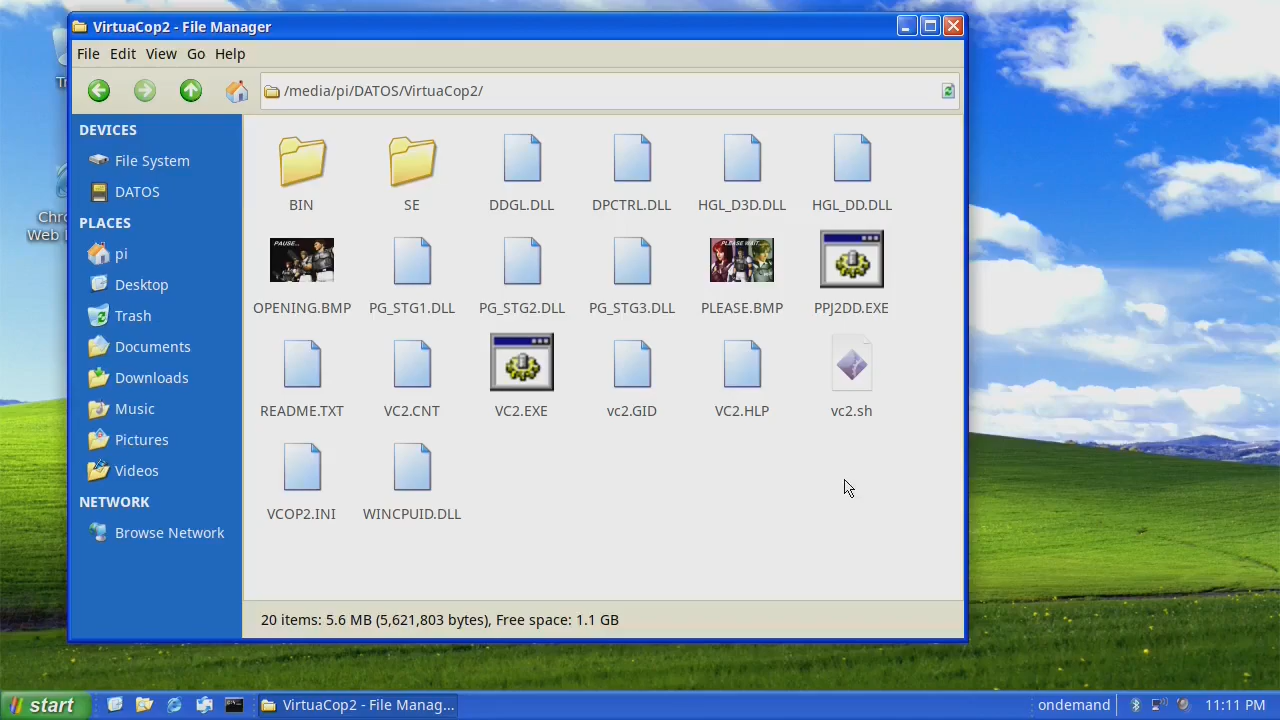 VirtuaCop2 - File Manager
File Edit View Go Help
/media/pi/DATOS/VirtuaCop2/
DEVICES
File System
DATOS
PLACES
pi
Desktop
Trash
Documents
Downloads
Music
Pictures
Videos
NETWORK
Browse Network
BIN SE DDGL.DLL DPCTRL.DLL HGL_D3D.DLL HGL_DD.DLL
PAUSE... PLEASE WAIT...
OPENING.BMP PG_STG1.DLL PG_STG2.DLL PG_STG3.DLL PLEASE.BMP PPJ2DD.EXE
README.TXT VC2.CNT VC2.EXE vc2.GID VC2.HLP vc2.sh
VCOP2.INI WINCPUID.DLL
20 items: 5.6 MB (5,621,803 bytes), Free space: 1.1 GB
Web
start VirtuaCop2 - File Manag... ondemand 11:11 PM